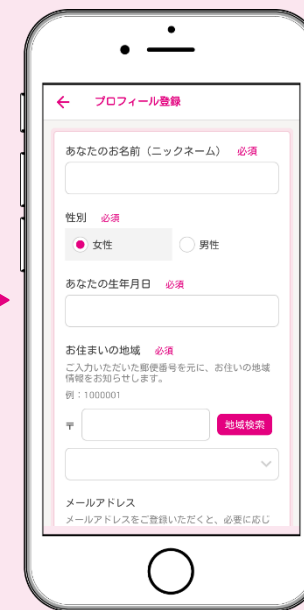 プロフィール登録
あなたのお名前（ニックネーム） 必須
性別 必須
女性 男性
あなたの生年月日 必須
お住まいの地域 必須
ご入力いただいた郵便番号を元に、お住いの地域
情報をお知らせします。
例：1000001
〒 地域検索
メールアドレス
メールアドレスをご登録いただくと、必要に応じ